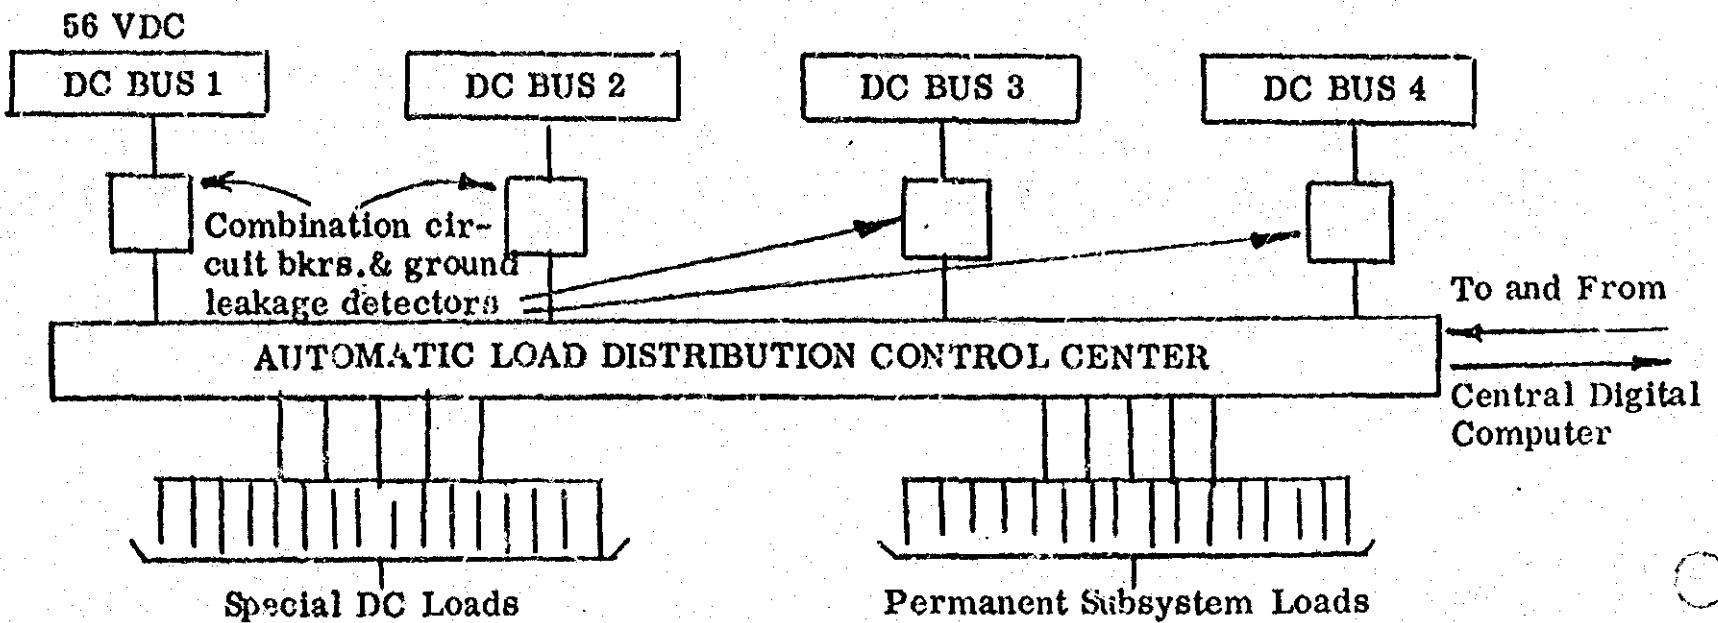 56 VDC
DC BUS 1
DC BUS 2
DC BUS 3
DC BUS 4
Combination cir-
cuit bkrs. & ground
leakage detectors
To and From
AUTOMATIC LOAD DISTRIBUTION CONTROL CENTER
Central Digital
Computer
Special DC Loads
Permanent Subsystem Loads